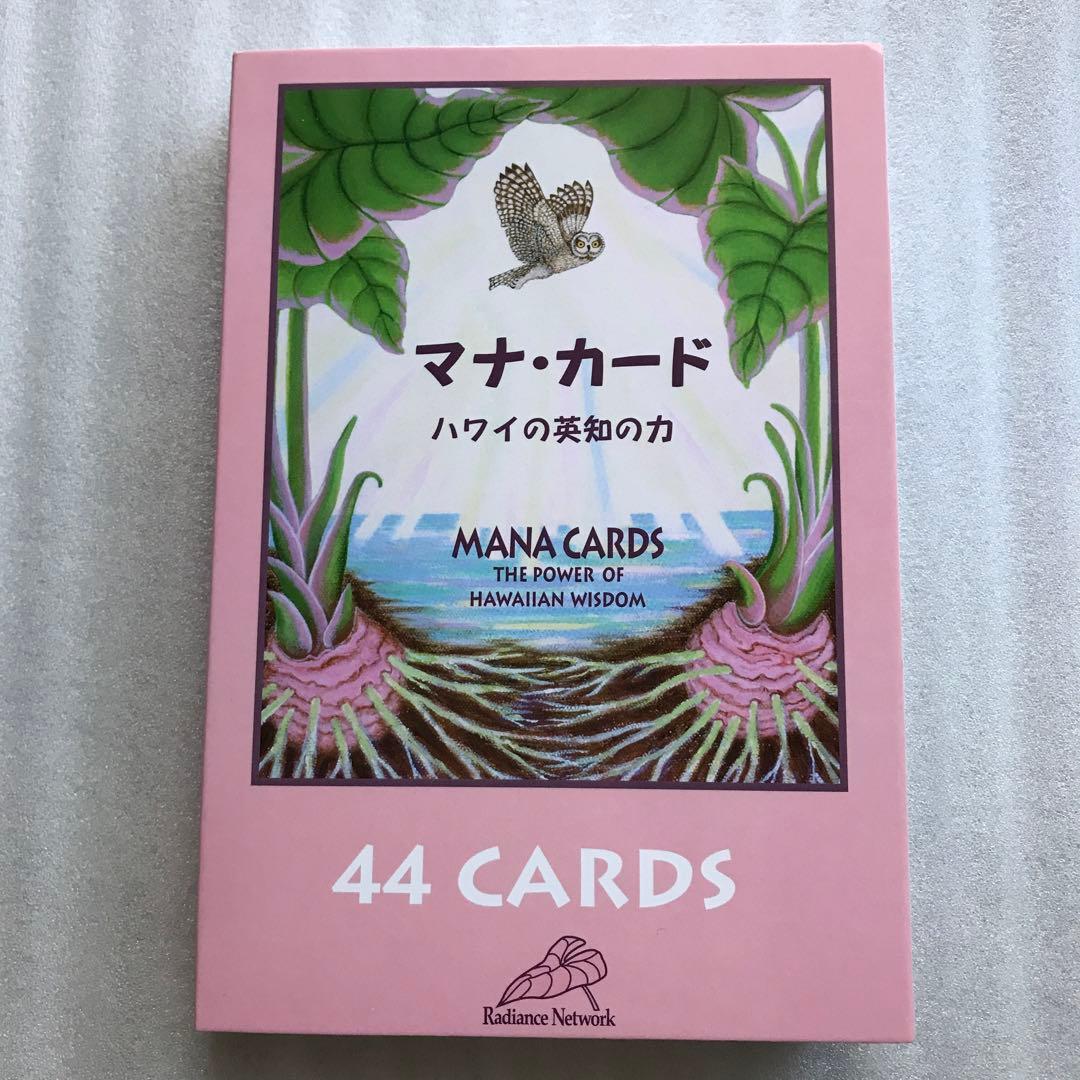 マナ・カード
ハワイの英知の力
MANA CARDS
THE POWER OF
HAWAIIAN WISDOM
44 CARDS
Radiance Network